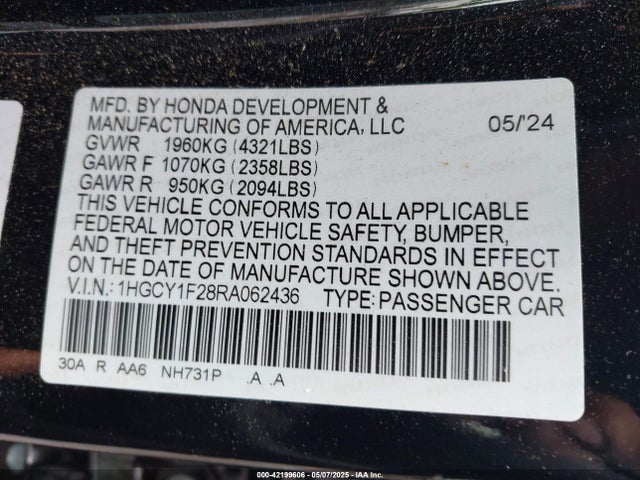 MFD. BY HONDA DEVELOPMENT &
MANUFACTURING OF AMERICA, LLC 05/'24
GVWR 1960KG (4321LBS)
GAWR F 1070KG (2358LBS)
GAWR R 950KG (2094LBS)
THIS VEHICLE CONFORMS TO ALL APPLICABLE
FEDERAL MOTOR VEHICLE SAFETY, BUMPER,
AND THEFT PREVENTION STANDARDS IN EFFECT
ON THE DATE OF MANUFACTURE SHOWN ABOVE.
V.I.N.: 1HGCY1F28RA062436 TYPE: PASSENGER CAR
30A R AA6 NH731P .A .A
000-42199606 - 05/07/2025 - IAA Inc.